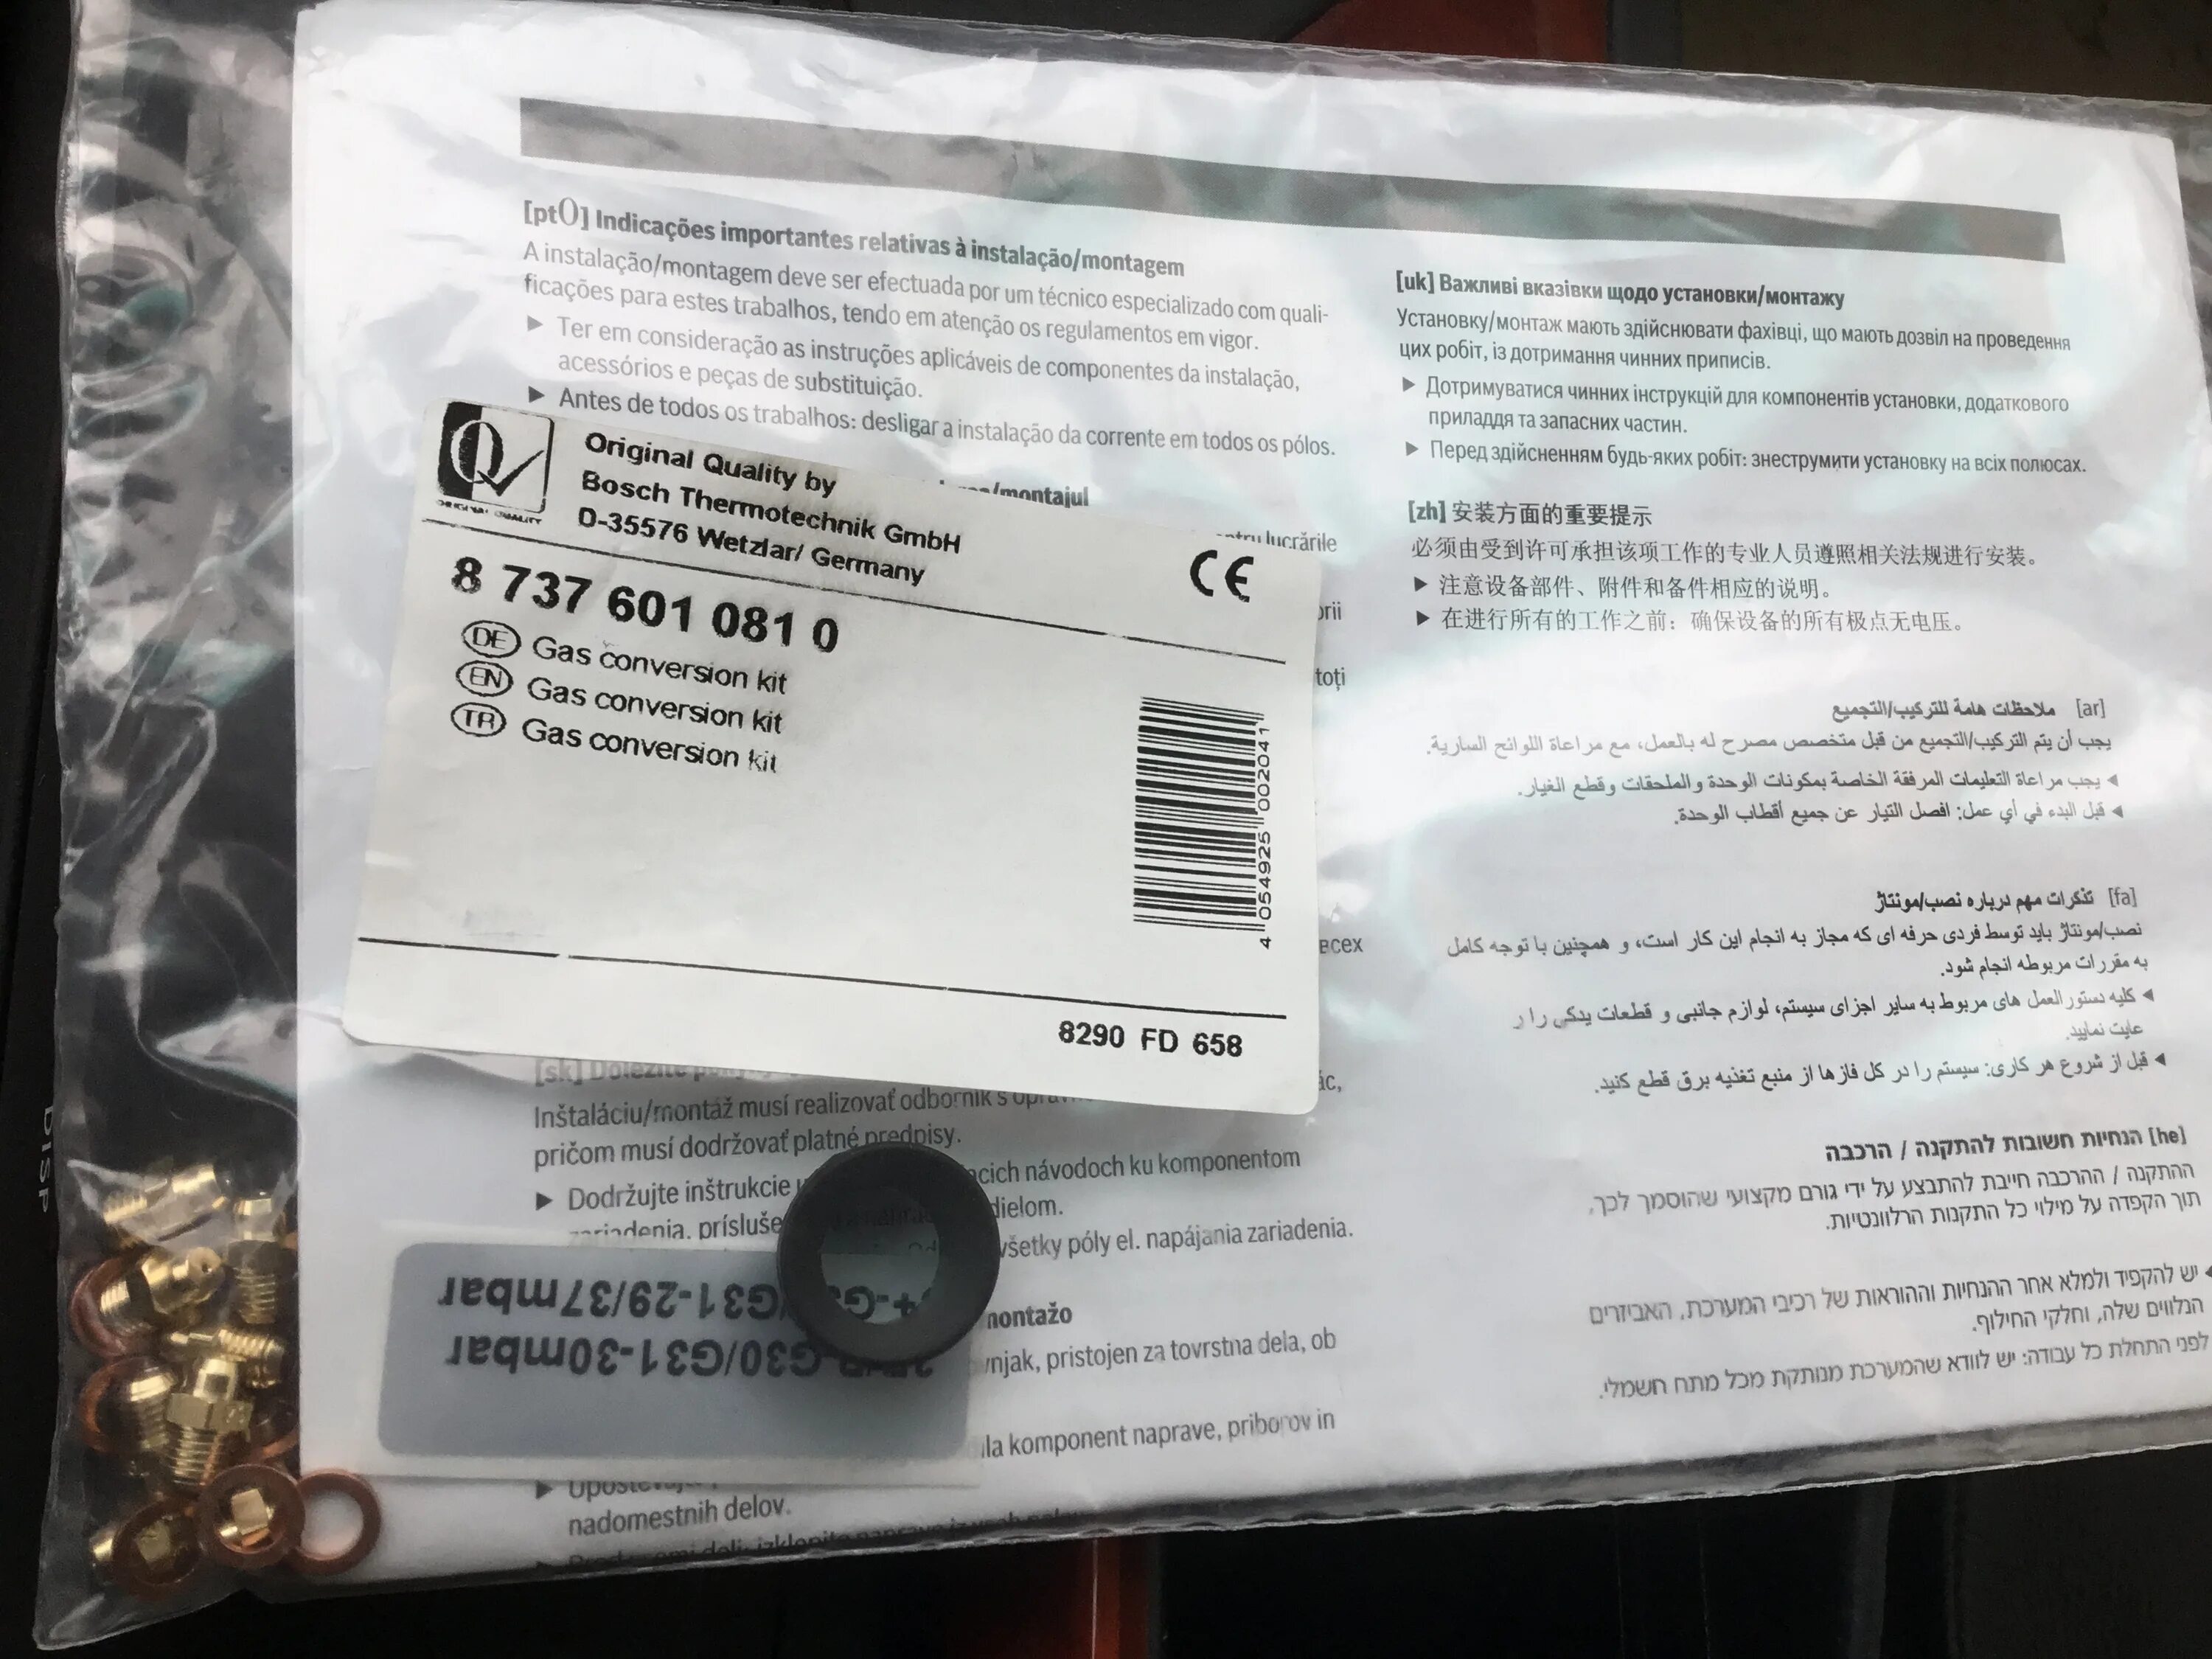 [pt] Indicações importantes relativas à instalação/montagem
A instalação/montagem deve ser efectuada por um técnico especializado com quali-
ficações para estes trabalhos, tendo em atenção os regulamentos em vigor.
▶ Ter em consideração as instruções aplicáveis de componentes da instalação,
acessórios e peças de substituição.
▶ Antes de todos os trabalhos: desligar a instalação da corrente em todos os pólos.
/montajul
lucrările
toți
ORIGINAL QUALITY
Original Quality by
Bosch Thermotechnik GmbH
D-35576 Wetzlar/ Germany
CE
8 737 601 081 0
DE Gas conversion kit
EN Gas conversion kit
TR Gas conversion kit
4 054925 002041
8290 FD 658
всех
[sk]
Inštaláciu/montáž musí realizovať odborník s
pričom musí dodržovať platné predpisy.
▶ Dodržujte inštrukcie
návodoch ku komponentom
zariadenia,
dielom.
všetky póly el. napájania zariadenia.
G31-29/37mbar
G30/G31-30mbar
montažo
pristojen za tovrstna dela, ob
komponent naprave, priborov in
nadomestnih delov.
[uk] Важливі вказівки щодо установки/монтажу
Установку/монтаж мають здійснювати фахівці, що мають дозвіл на проведення
цих робіт, із дотримання чинних приписів.
▶ Дотримуватися чинних інструкцій для компонентів установки, додаткового
приладдя та запасних частин.
▶ Перед здійсненням будь-яких робіт: знеструмити установку на всіх полюсах.
[zh] 安装方面的重要提示
必须由受到许可承担该项工作的专业人员遵照相关法规进行安装。
▶ 注意设备部件、附件和备件相应的说明。
▶ 在进行所有的工作之前：确保设备的所有极点无电压。
[ar] ملاحظات هامة للتركيب/التجميع
يجب أن يتم التركيب/التجميع من قبل متخصص مصرح له بالعمل، مع مراعاة اللوائح السارية.
◀ يجب مراعاة التعليمات المرفقة الخاصة بمكونات الوحدة والملحقات وقطع الغيار.
◀ قبل البدء في أي عمل: افصل التيار عن جميع أقطاب الوحدة.
[fa] تذكرات مهم درباره نصب/مونتاژ
نصب/مونتاژ باید توسط فردی حرفه ای که مجاز به انجام این کار است، و همچنین با توجه کامل
به مقررات مربوطه انجام شود.
◀ کلیه دستورالعمل های مربوط به سایر اجزای سیستم، لوازم جانبی و قطعات یدکی را ر
عایت نمایید.
◀ قبل از شروع هر کاری: سیستم را در کل فازها از منبع تغذیه برق قطع کنید.
[he] הנחיות חשובות להתקנה / הרכבה
ההתקנה / ההרכבה חייבת להתבצע על ידי גורם מקצועי שהוסמך לכך,
תוך הקפדה על מילוי כל התקנות הרלוונטיות.
◀ יש להקפיד ולמלא אחר ההנחיות וההוראות של רכיבי המערכת, האביזרים
הנלווים שלה, וחלקי החילוף.
לפני התחלת כל עבודה: יש לוודא שהמערכת מנותקת מכל מתח חשמלי.
DISP